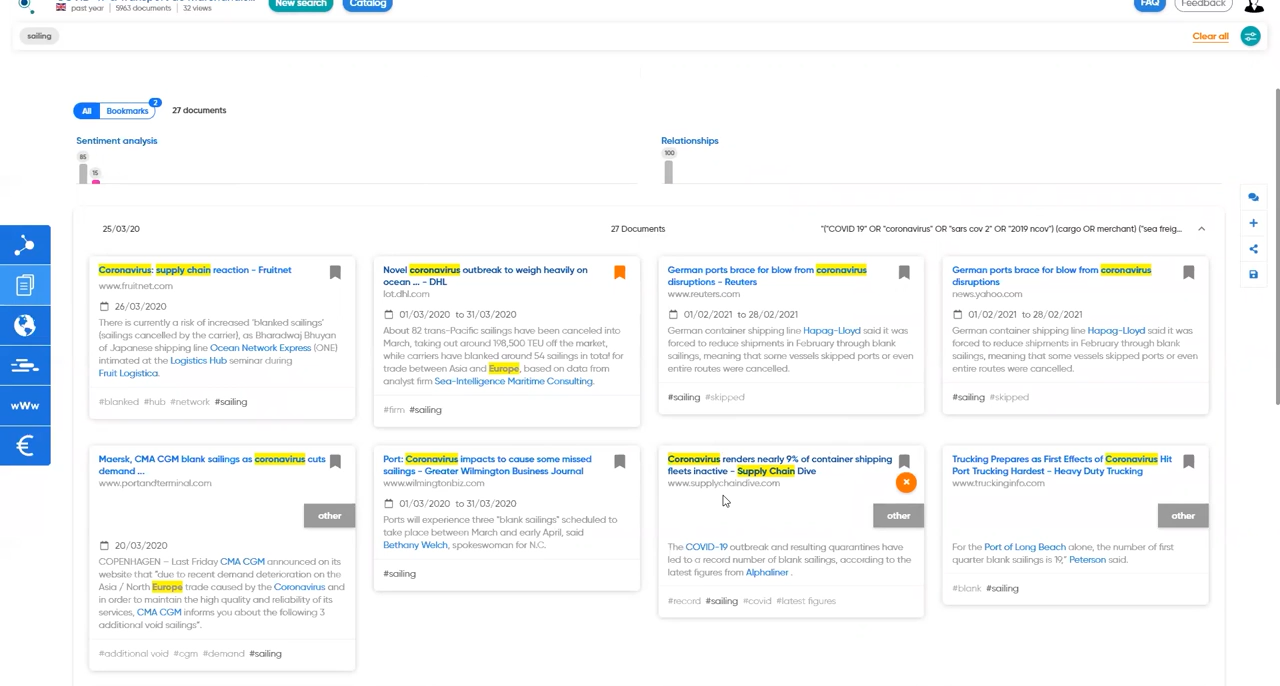 past year | 5963 documents | 32 views
New search
Catalog
FAQ
Feedback
sailing
Clear all
All
Bookmarks
2
27 documents
Sentiment analysis
Relationships
85
15
100
25/03/20
27 Documents
"("COVID 19" OR "coronavirus" OR "sars cov 2" OR "2019 ncov") (cargo OR merchant) ("sea freig...
Coronavirus: supply chain reaction - Fruitnet
www.fruitnet.com
26/03/2020
There is currently a risk of increased 'blanked sailings'
(sailings cancelled by the carrier), as Bharadwaj Bhuyan
of Japanese shipping line Ocean Network Express (ONE)
intimated at the Logistics Hub seminar during
Fruit Logistica.
#blanked #hub #network #sailing
Novel coronavirus outbreak to weigh heavily on
ocean ... - DHL
lot.dhl.com
01/03/2020 to 31/03/2020
About 82 trans-Pacific sailings have been canceled into
March, taking out around 198,500 TEU off the market,
while carriers have blanked around 54 sailings in total for
trade between Asia and Europe, based on data from
analyst firm Sea-Intelligence Maritime Consulting.
#firm #sailing
German ports brace for blow from coronavirus
disruptions - Reuters
www.reuters.com
01/02/2021 to 28/02/2021
German container shipping line Hapag-Lloyd said it was
forced to reduce shipments in February through blank
sailings, meaning that some vessels skipped ports or even
entire routes were cancelled.
#sailing #skipped
German ports brace for blow from coronavirus
disruptions
news.yahoo.com
01/02/2021 to 28/02/2021
German container shipping line Hapag-Lloyd said it was
forced to reduce shipments in February through blank
sailings, meaning that some vessels skipped ports or even
entire routes were cancelled.
#sailing #skipped
wWw
€
Maersk, CMA CGM blank sailings as coronavirus cuts
demand ...
www.portandterminal.com
other
20/03/2020
COPENHAGEN – Last Friday CMA CGM announced on its
website that "due to recent demand deterioration on the
Asia / North Europe trade caused by the Coronavirus and
in order to maintain the high quality and reliability of its
services, CMA CGM informs you about the following 3
additional void sailings".
#additional void #cgm #demand #sailing
Port: Coronavirus impacts to cause some missed
sailings - Greater Wilmington Business Journal
www.wilmingtonbiz.com
01/03/2020 to 31/03/2020
Ports will experience three "blank sailings" scheduled to
take place between March and early April, said
Bethany Welch, spokeswoman for N.C.
#sailing
Coronavirus renders nearly 9% of container shipping
fleets inactive - Supply Chain Dive
www.supplychaindive.com
other
The COVID-19 outbreak and resulting quarantines have
led to a record number of blank sailings, according to the
latest figures from Alphaliner .
#record #sailing #covid #latest figures
Trucking Prepares as First Effects of Coronavirus Hit
Port Trucking Hardest - Heavy Duty Trucking
www.truckinginfo.com
other
For the Port of Long Beach alone, the number of first
quarter blank sailings is 19," Peterson said.
#blank #sailing